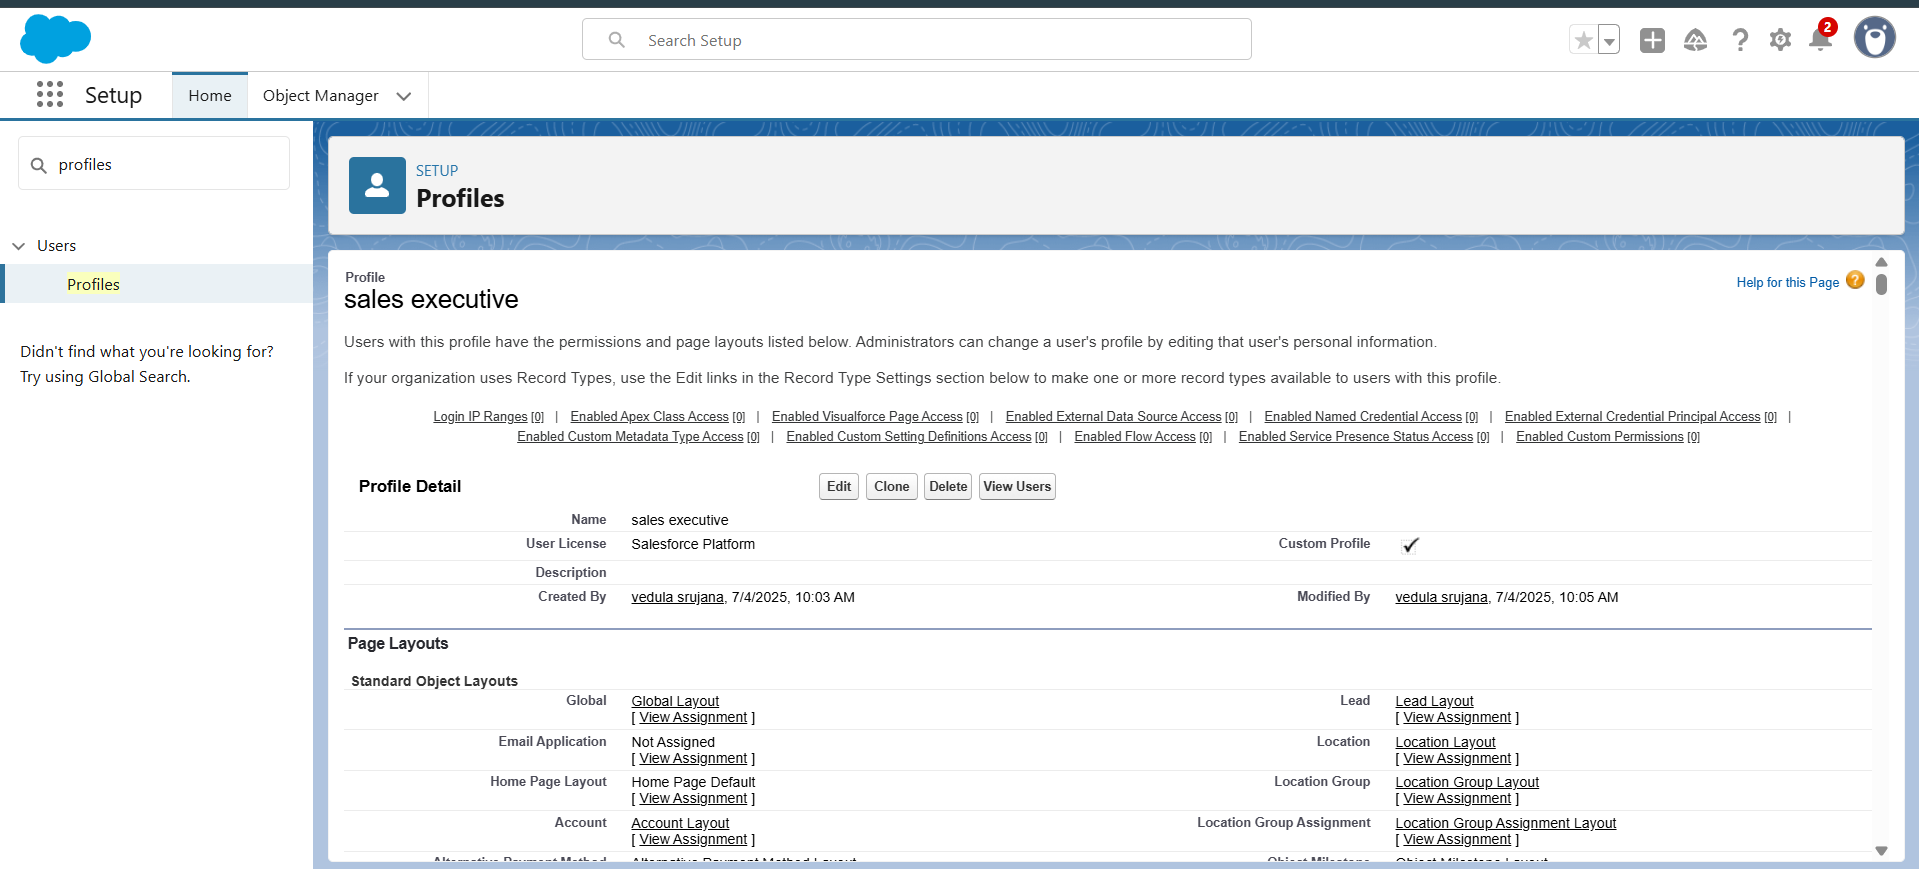 Search Setup
2
Setup
Home
Object Manager
profiles
Users
Profiles
Didn't find what you're looking for?
Try using Global Search.
SETUP
Profiles
Profile
sales executive
Help for this Page ?
Users with this profile have the permissions and page layouts listed below. Administrators can change a user's profile by editing that user's personal information.
If your organization uses Record Types, use the Edit links in the Record Type Settings section below to make one or more record types available to users with this profile.
Login IP Ranges [0] | Enabled Apex Class Access [0] | Enabled Visualforce Page Access [0] | Enabled External Data Source Access [0] | Enabled Named Credential Access [0] | Enabled External Credential Principal Access [0] |
Enabled Custom Metadata Type Access [0] | Enabled Custom Setting Definitions Access [0] | Enabled Flow Access [0] | Enabled Service Presence Status Access [0] | Enabled Custom Permissions [0]
Profile Detail
Edit Clone Delete View Users
Name sales executive
User License Salesforce Platform Custom Profile
Description
Created By vedula srujana, 7/4/2025, 10:03 AM Modified By vedula srujana, 7/4/2025, 10:05 AM
Page Layouts
Standard Object Layouts
Global Global Layout Lead Lead Layout
[ View Assignment ] [ View Assignment ]
Email Application Not Assigned Location Location Layout
[ View Assignment ] [ View Assignment ]
Home Page Layout Home Page Default Location Group Location Group Layout
[ View Assignment ] [ View Assignment ]
Account Account Layout Location Group Assignment Location Group Assignment Layout
[ View Assignment ] [ View Assignment ]
Alternative Payment Method Alternative Payment Method Layout Object Milestone Object Milestone Layout